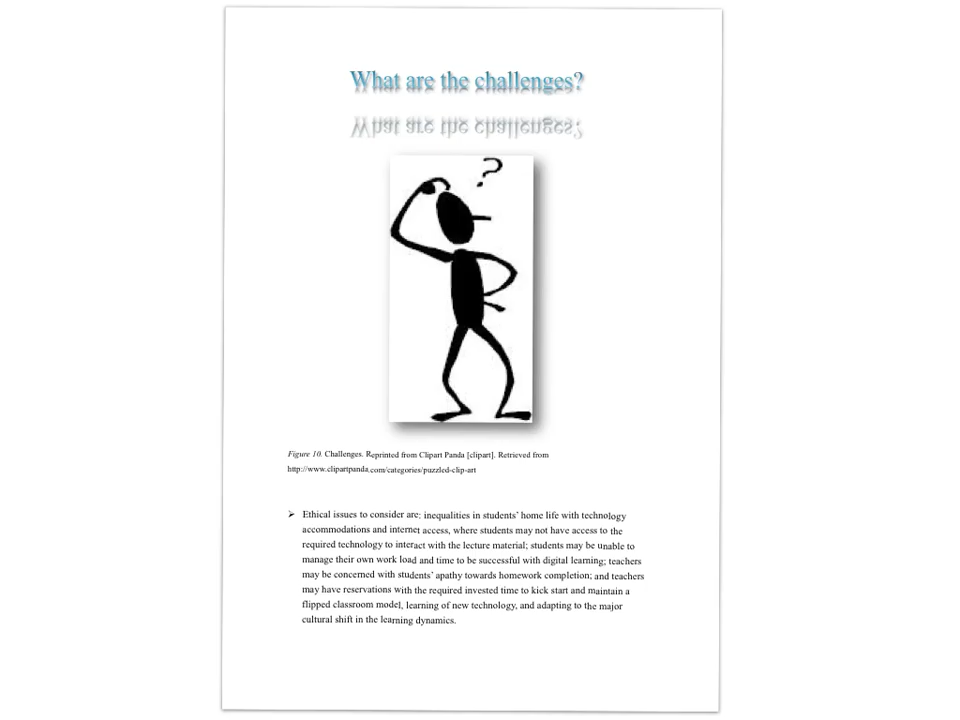 What are the challenges?
?
Figure 10. Challenges. Reprinted from Clipart Panda [clipart]. Retrieved from
http://www.clipartpanda.com/categories/puzzled-clip-art
➢ Ethical issues to consider are; inequalities in students' home life with technology
accommodations and internet access, where students may not have access to the
required technology to interact with the lecture material; students may be unable to
manage their own work load and time to be successful with digital learning; teachers
may be concerned with students' apathy towards homework completion; and teachers
may have reservations with the required invested time to kick start and maintain a
flipped classroom model, learning of new technology, and adapting to the major
cultural shift in the learning dynamics.